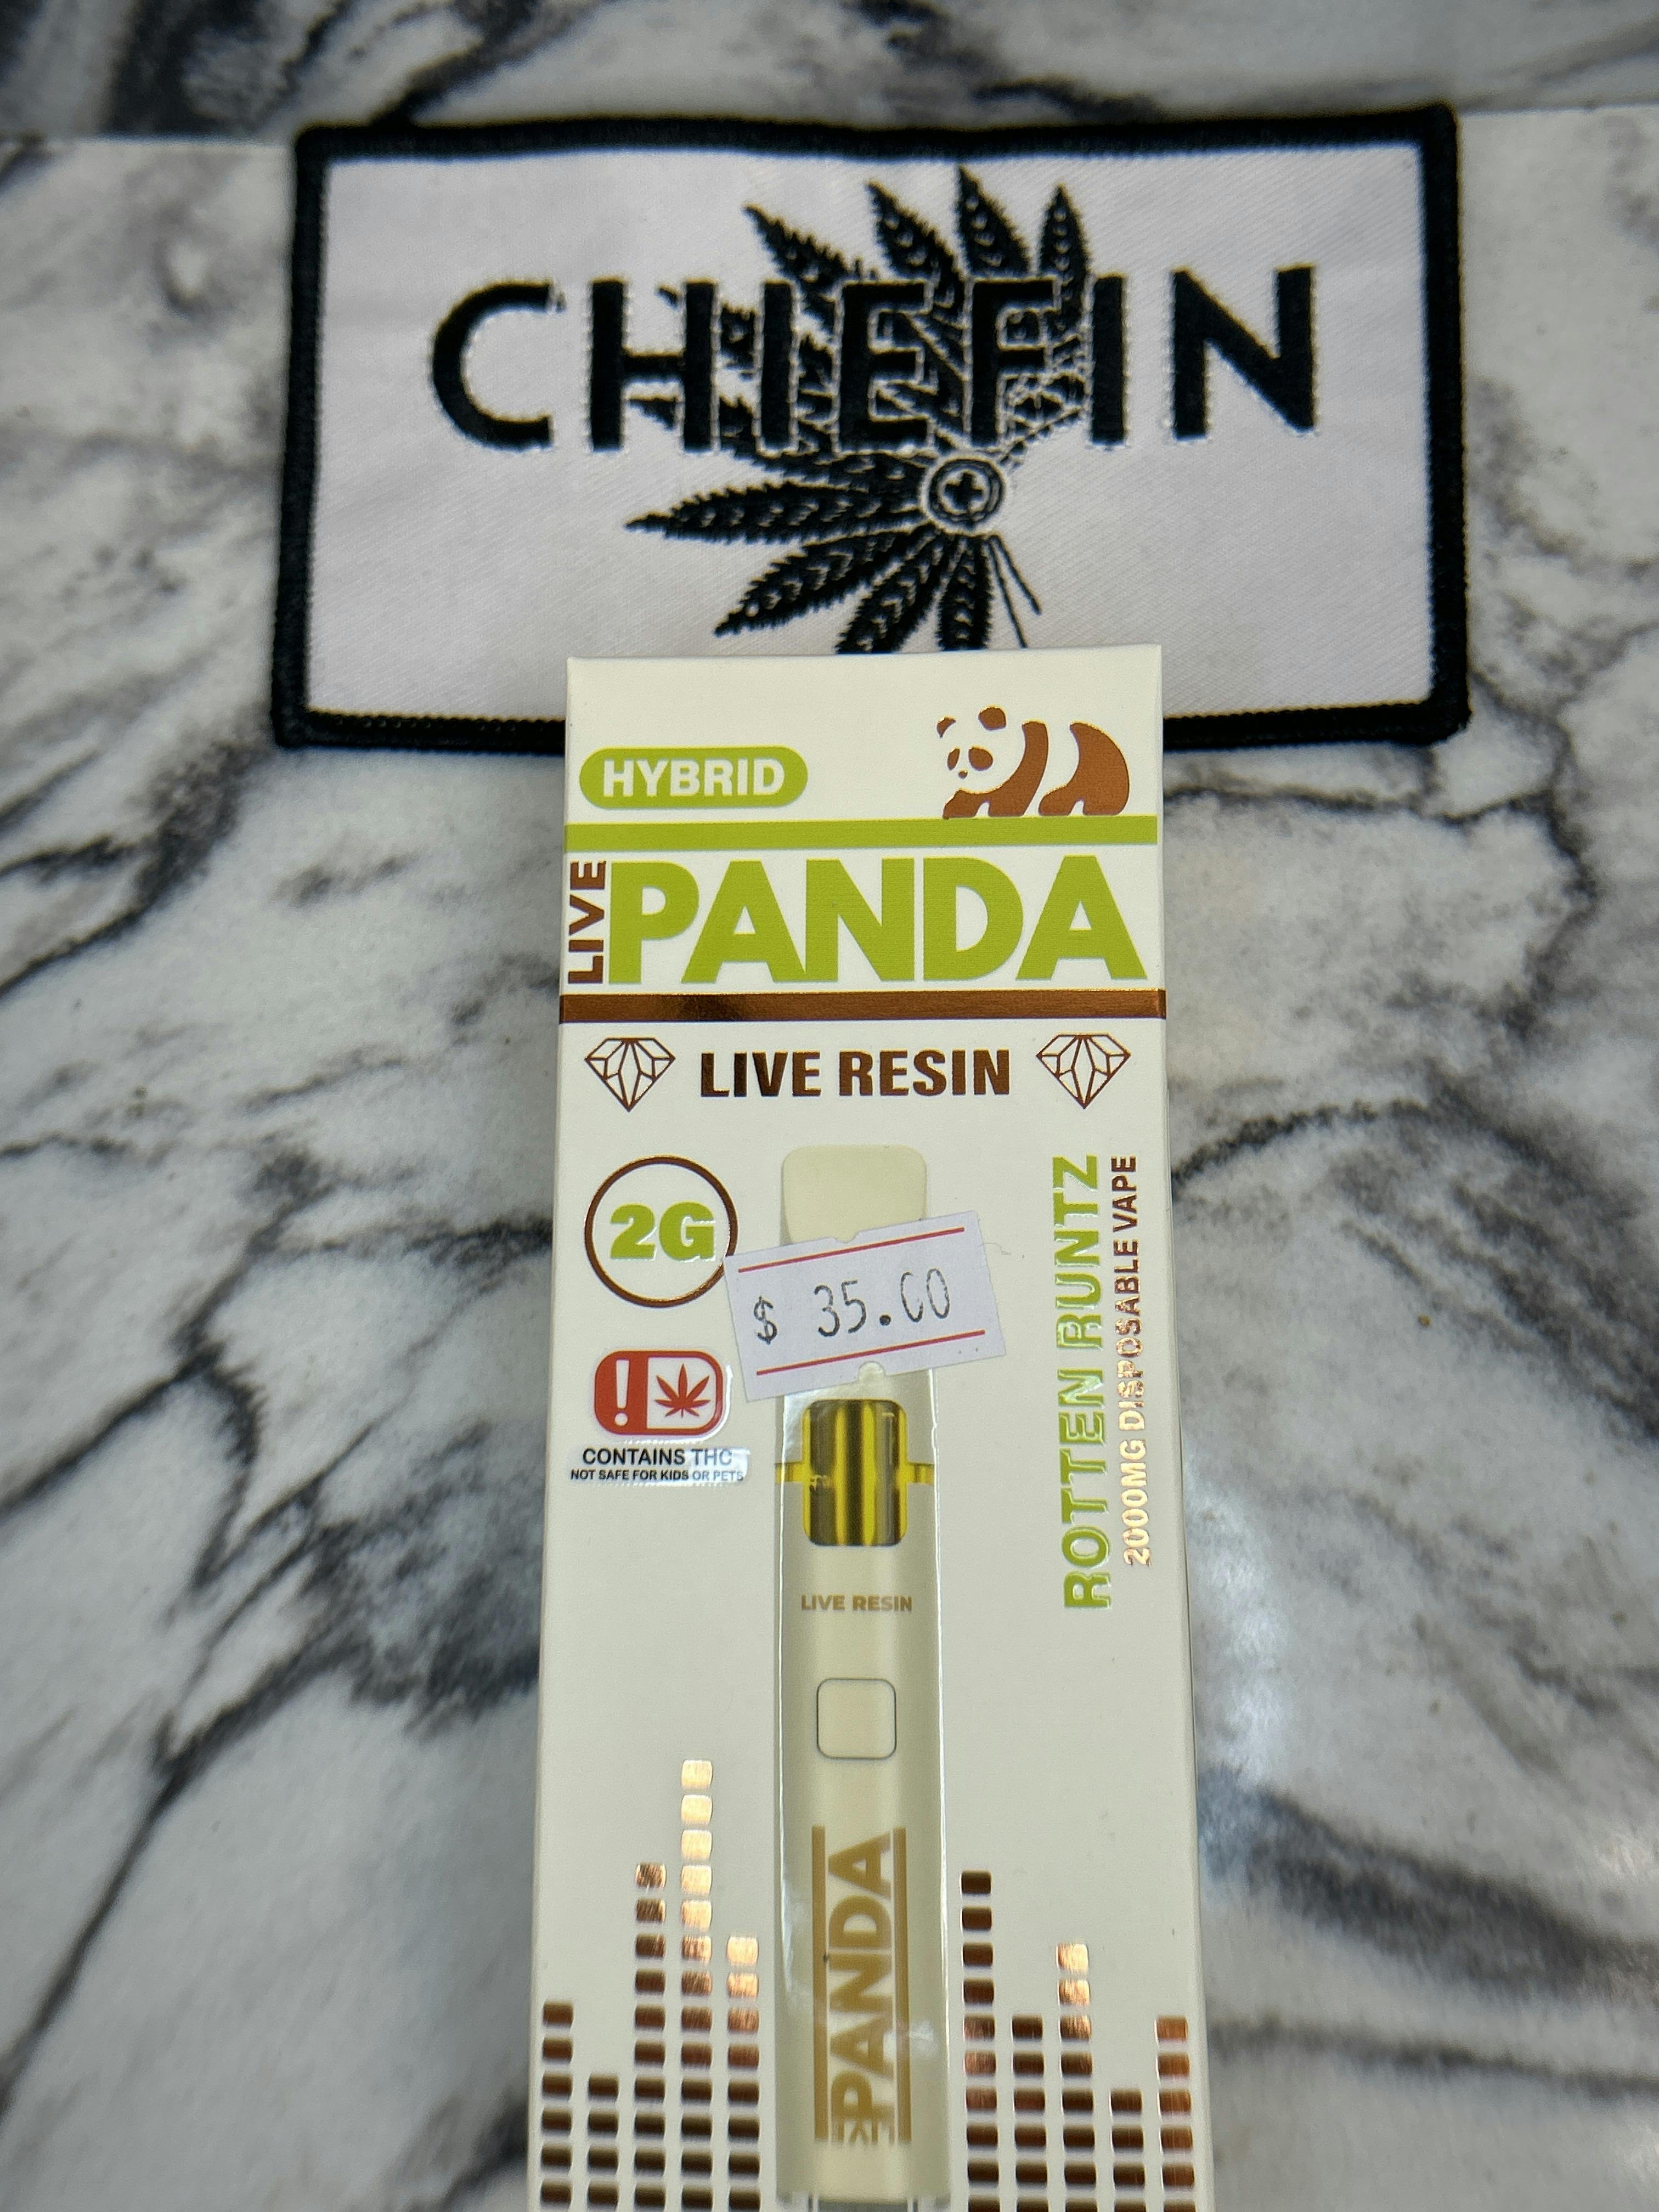 CHIEFIN
HYBRID
LIVE
PANDA
LIVE RESIN
2G
$ 35.00
ROTTEN RUNTZ
2000MG DISPOSABLE VAPE
!
CONTAINS THC
NOT SAFE FOR KIDS OR PETS
LIVE RESIN
PANDA